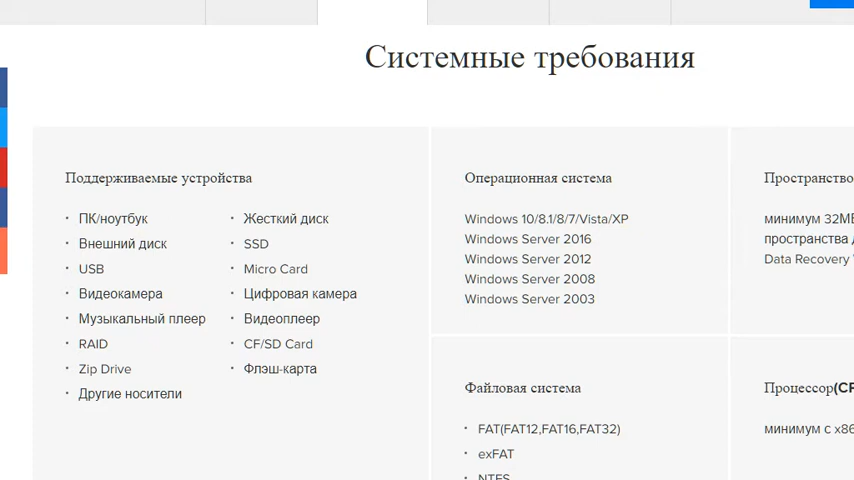 Системные требования
Поддерживаемые устройства
ПК/ноутбук
Внешний диск
USB
Видеокамера
Музыкальный плеер
RAID
Zip Drive
Другие носители
Жесткий диск
SSD
Micro Card
Цифровая камера
Видеоплеер
CF/SD Card
Флэш-карта
Операционная система
Windows 10/8.1/8/7/Vista/XP
Windows Server 2016
Windows Server 2012
Windows Server 2008
Windows Server 2003
Файловая система
FAT(FAT12,FAT16,FAT32)
exFAT
NTFS
Пространство
минимум 32МБ
пространства
Data Recovery
Процессор(CP
минимум с x86